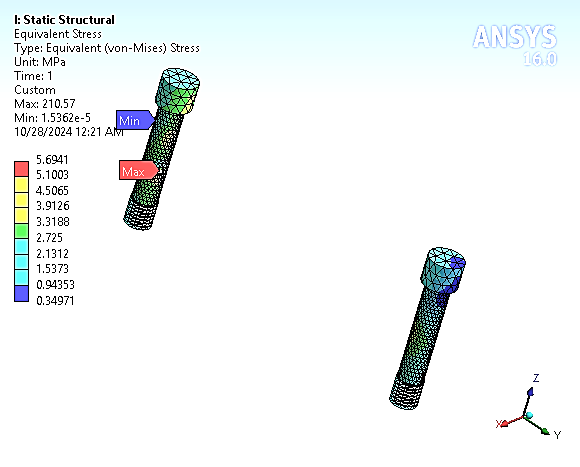 I: Static Structural
Equivalent Stress
Type: Equivalent (von-Mises) Stress
Unit: MPa
Time: 1
Custom
Max: 210.57
Min: 1.5362e-5
10/28/2024 12:21 AM
ANSYS
16.0
Min
Max
5.6941
5.1003
4.5065
3.9126
3.3188
2.725
2.1312
1.5373
0.94353
0.34971
Z
X
Y